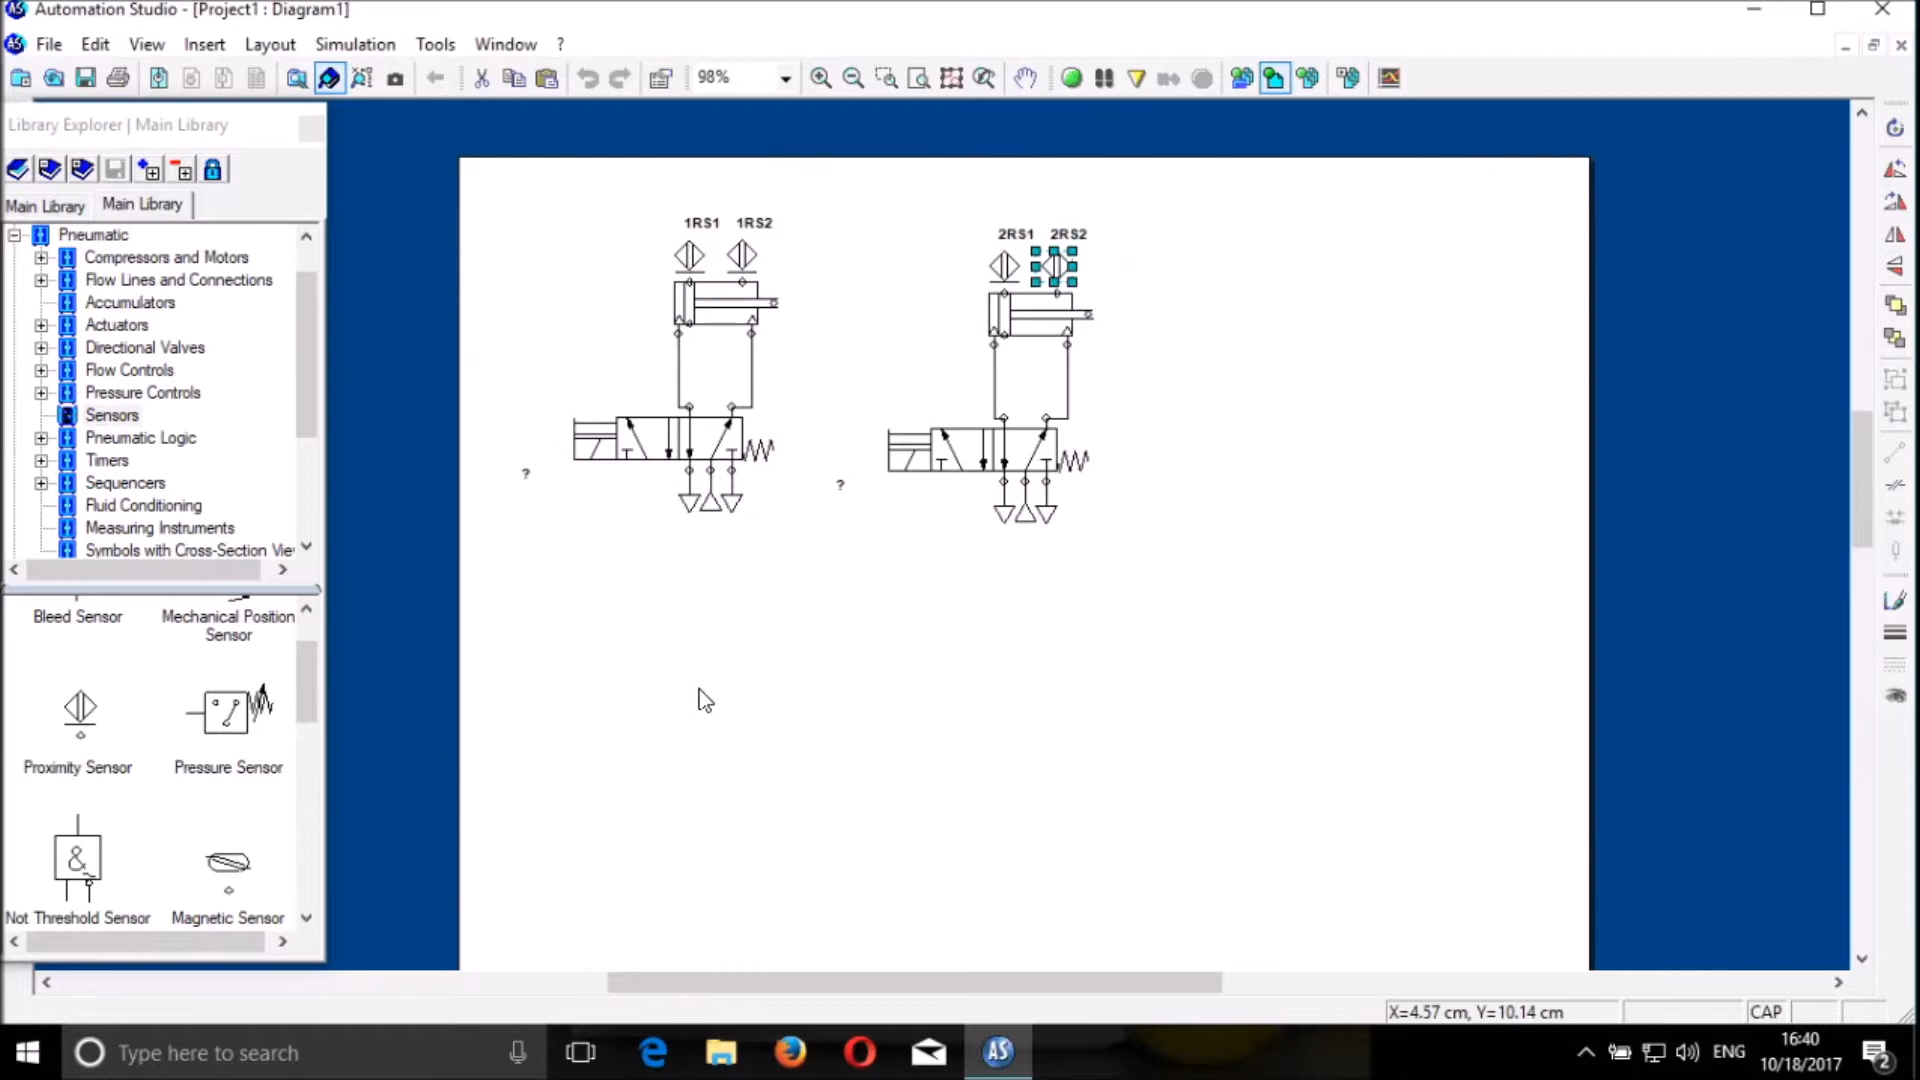 Automation Studio - [Project1 : Diagram1]
File Edit View Insert Layout Simulation Tools Window ?
98%
Library Explorer | Main Library
Main Library Main Library
Pneumatic
Compressors and Motors
Flow Lines and Connections
Accumulators
Actuators
Directional Valves
Flow Controls
Pressure Controls
Sensors
Pneumatic Logic
Timers
Sequencers
Fluid Conditioning
Measuring Instruments
Symbols with Cross-Section Vie
Bleed Sensor
Mechanical Position
Sensor
Proximity Sensor
Pressure Sensor
&
Not Threshold Sensor
Magnetic Sensor
1RS1 1RS2
2RS1 2RS2
?
?
X=4.57 cm, Y=10.14 cm
CAP
Type here to search
AS
ENG
16:40
10/18/2017
2